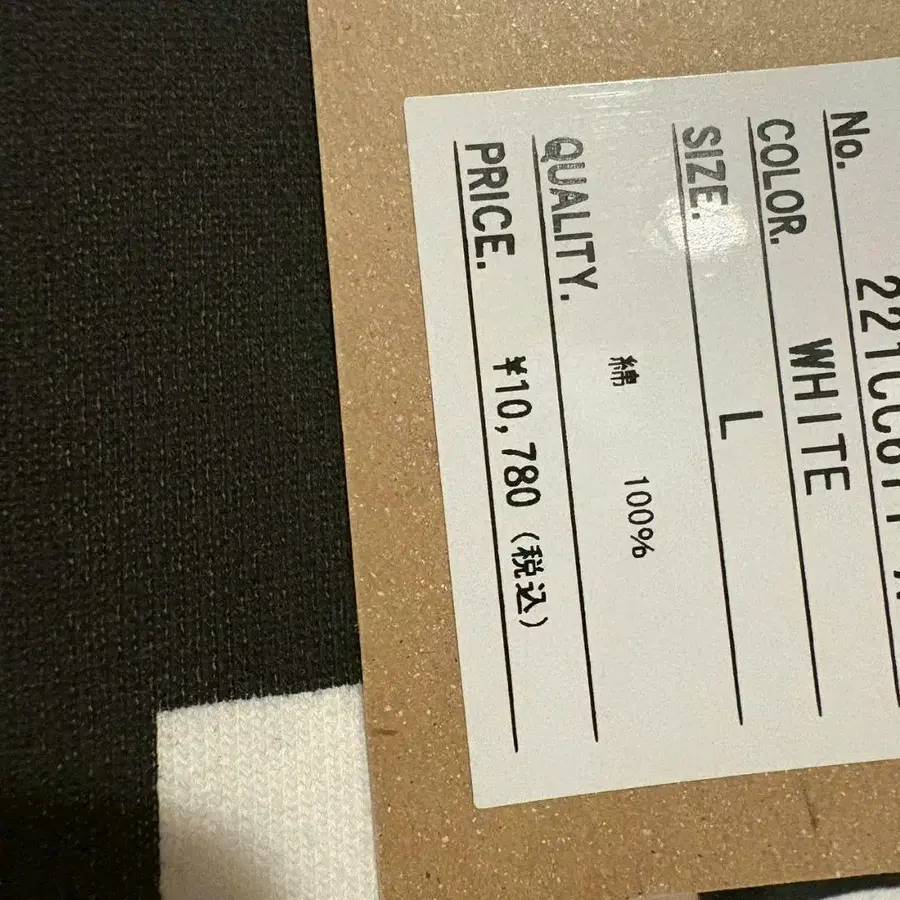 No.
COLOR. WHITE
SIZE. L
QUALITY.
綿 100%
PRICE. ¥10,780 (税込)